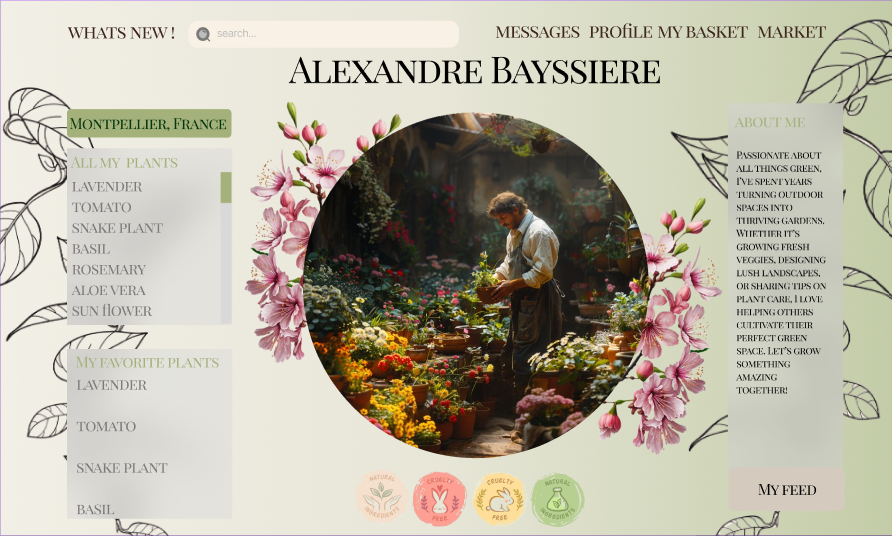 WHATS NEW !
search...
MESSAGES
PROfiLE
MY BASKET
MARKET
Alexandre Bayssiere
Montpellier, France
All my plants
LAVENDER
TOMATO
SNAKE PLANT
BASIL
ROSEMARY
ALOE VERA
SUN flOWER
My favorite plants
LAVENDER
TOMATO
SNAKE PLANT
BASIL
NATURAL
INGREDIENTS
CRUELTY
FREE
CRUELTY
FREE
NATURAL
INGREDIENTS
ABOUT ME
Passionate about
all things green,
I've spent years
turning outdoor
spaces into
thriving gardens.
Whether it's
growing fresh
veggies, designing
lush landscapes,
or sharing tips on
plant care, I love
helping others
cultivate their
perfect green
space. Let's grow
something
amazing
together!
My feed